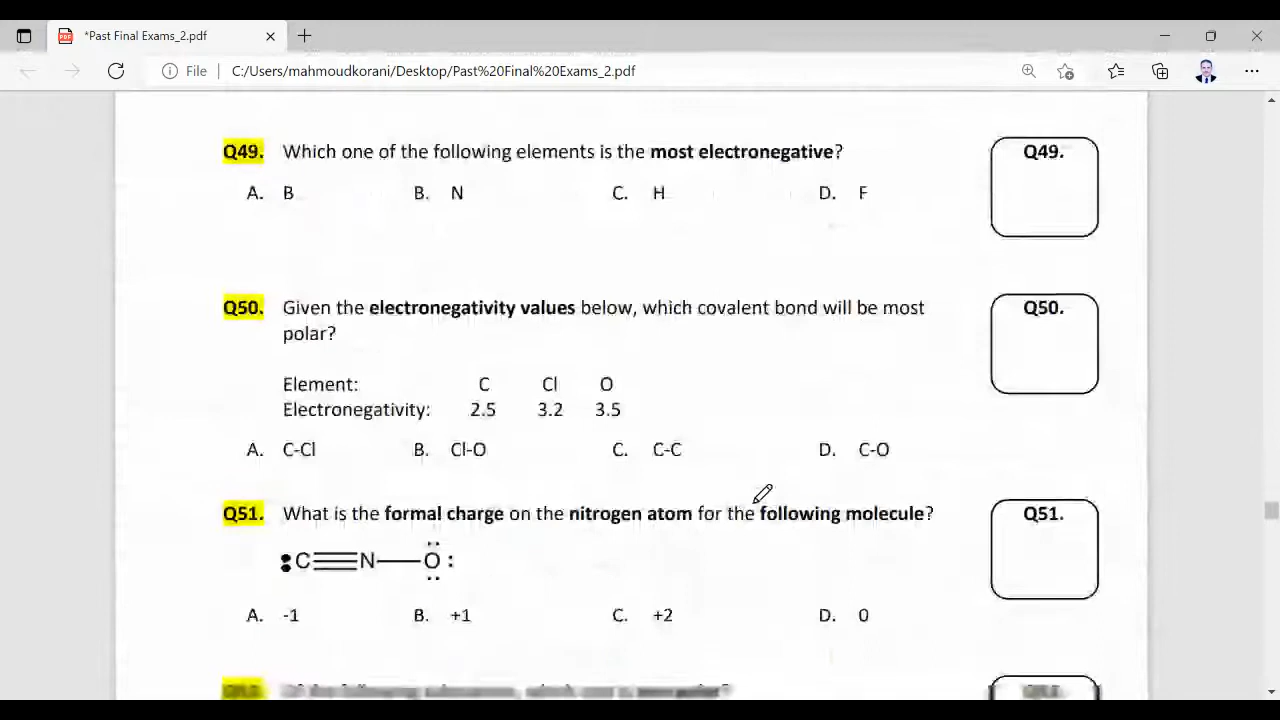 *Past Final Exams_2.pdf
File C:/Users/mahmoudkorani/Desktop/Past%20Final%20Exams_2.pdf
Q49. Which one of the following elements is the most electronegative? Q49.
A. B B. N C. H D. F
Q50. Given the electronegativity values below, which covalent bond will be most Q50.
polar?
Element: C Cl O
Electronegativity: 2.5 3.2 3.5
A. C-Cl B. Cl-O C. C-C D. C-O
Q51. What is the formal charge on the nitrogen atom for the following molecule? Q51.
:C≡N—O:
A. -1 B. +1 C. +2 D. 0